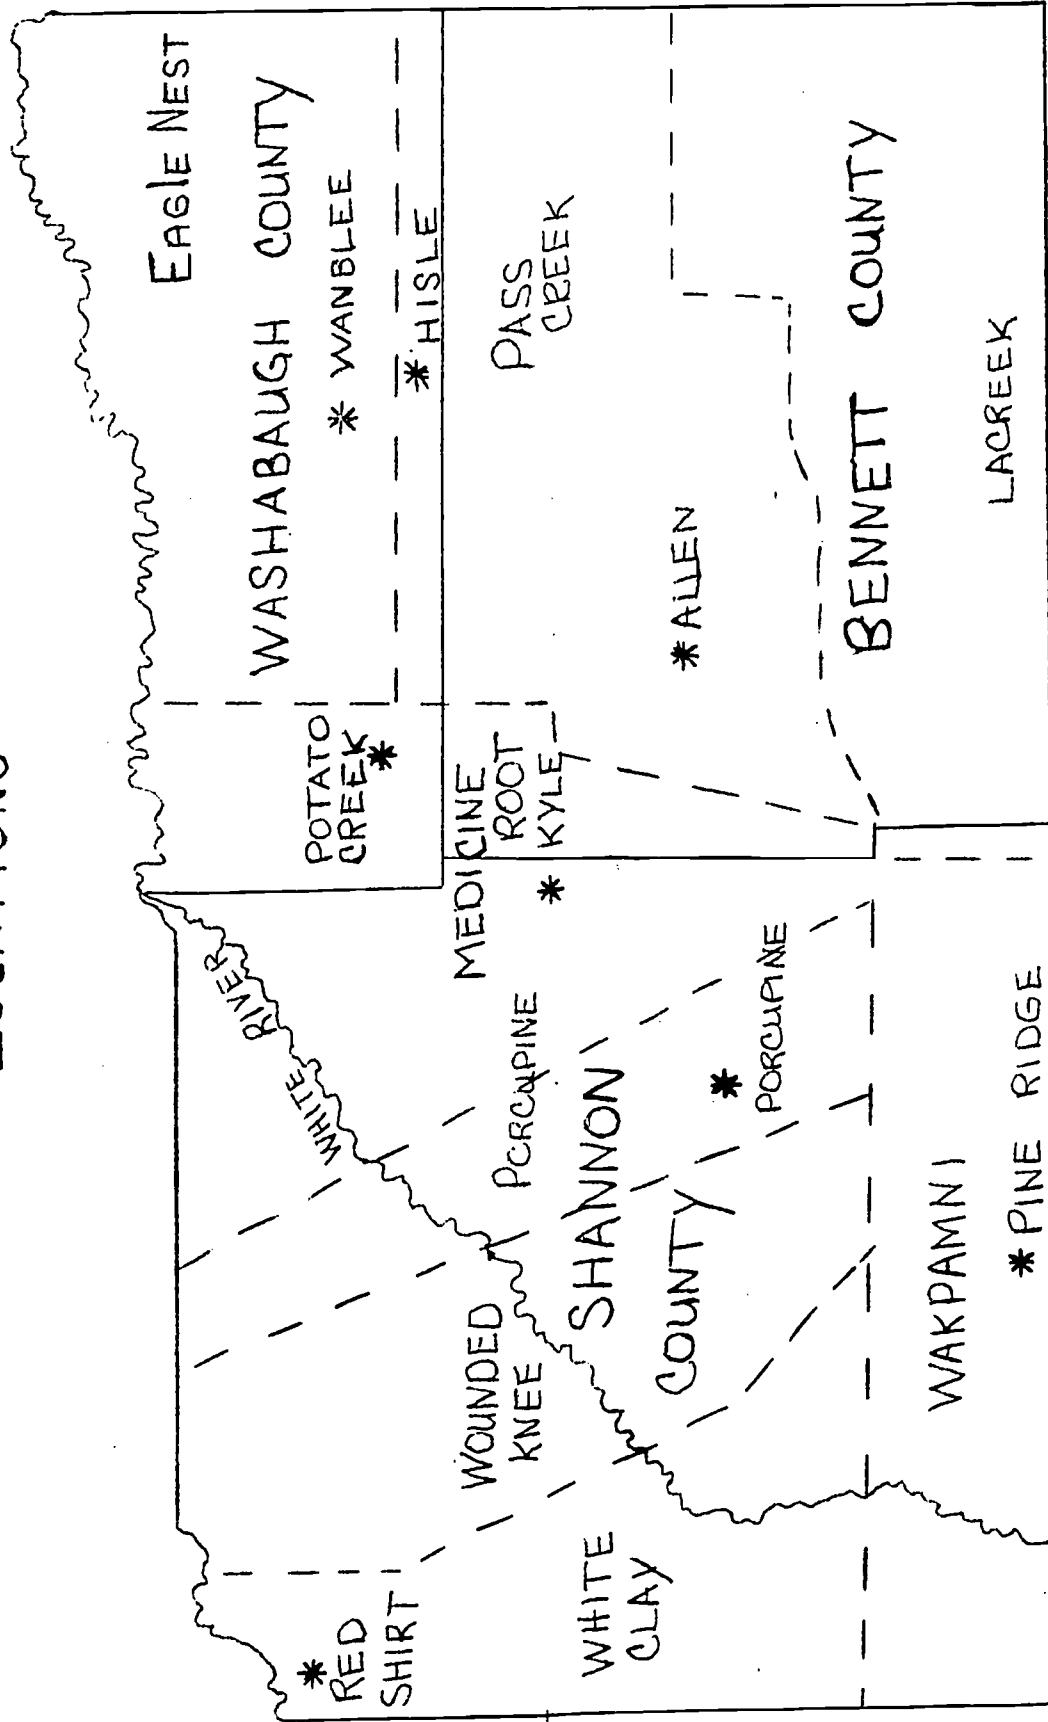 EAGLE NEST
WASHABAUGH COUNTY
* WANBLEE
* HISLE
POTATO
CREEK
*
PASS
CREEK
MEDICINE
ROOT
* KYLE
* ALLEN
BENNETT COUNTY
LACREEK
WHITE RIVER
PORCUPINE
SHANNON
COUNTY
*
PORCUPINE
WOUNDED
KNEE
*
RED
SHIRT
WHITE
CLAY
WAKPAMNI
* PINE RIDGE